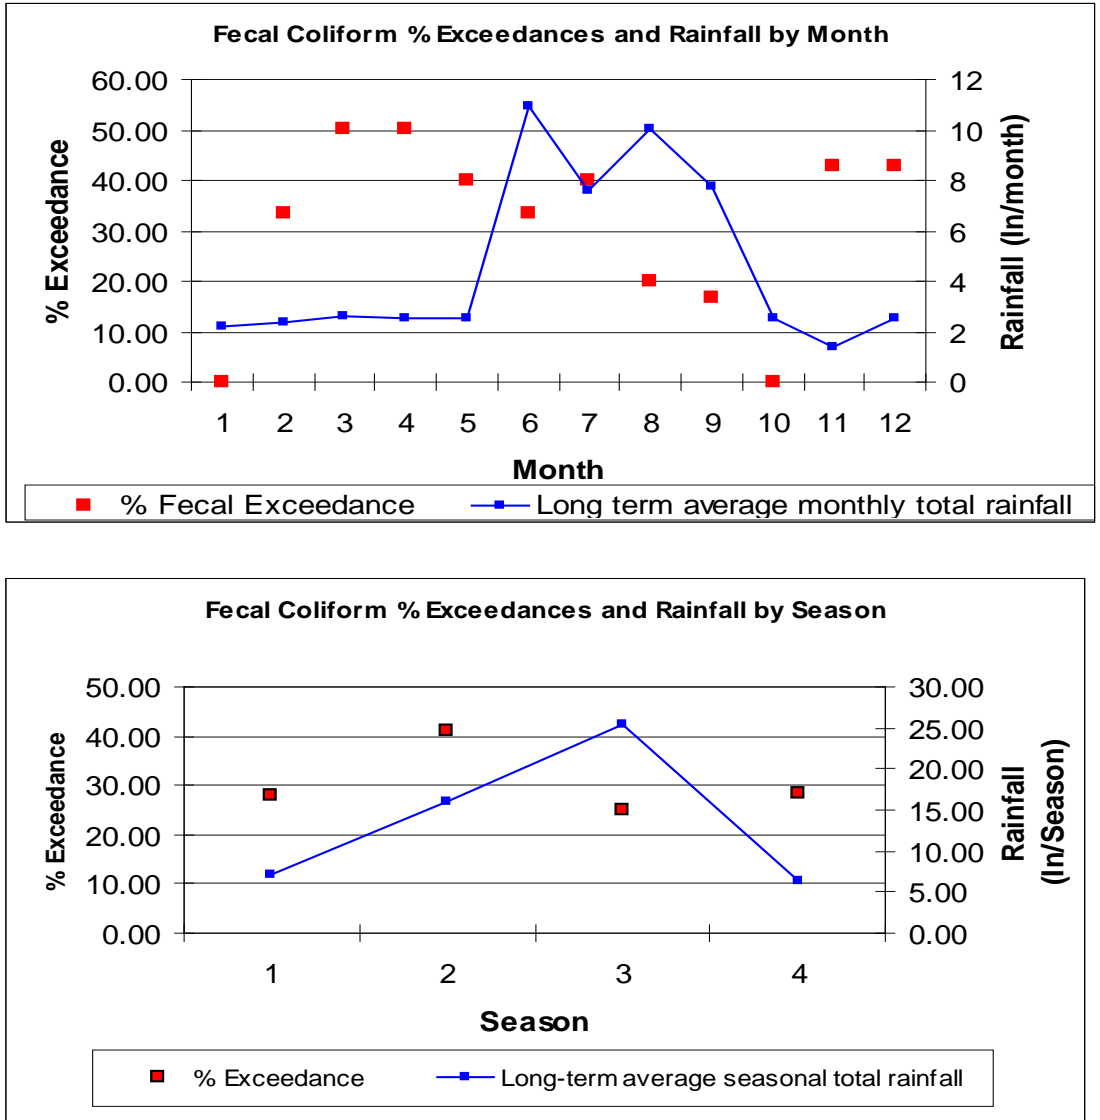 Fecal Coliform % Exceedances and Rainfall by Month
60.00
50.00
40.00
30.00
20.00
10.00
0.00
% Exceedance
12
10
8
6
4
2
0
Rainfall (In/month)
1 2 3 4 5 6 7 8 9 10 11 12
Month
% Fecal Exceedance Long term average monthly total rainfall
Fecal Coliform % Exceedances and Rainfall by Season
50.00
40.00
30.00
20.00
10.00
0.00
% Exceedance
30.00
25.00
20.00
15.00
10.00
5.00
0.00
Rainfall
(In/Season)
1 2 3 4
Season
% Exceedance Long-term average seasonal total rainfall